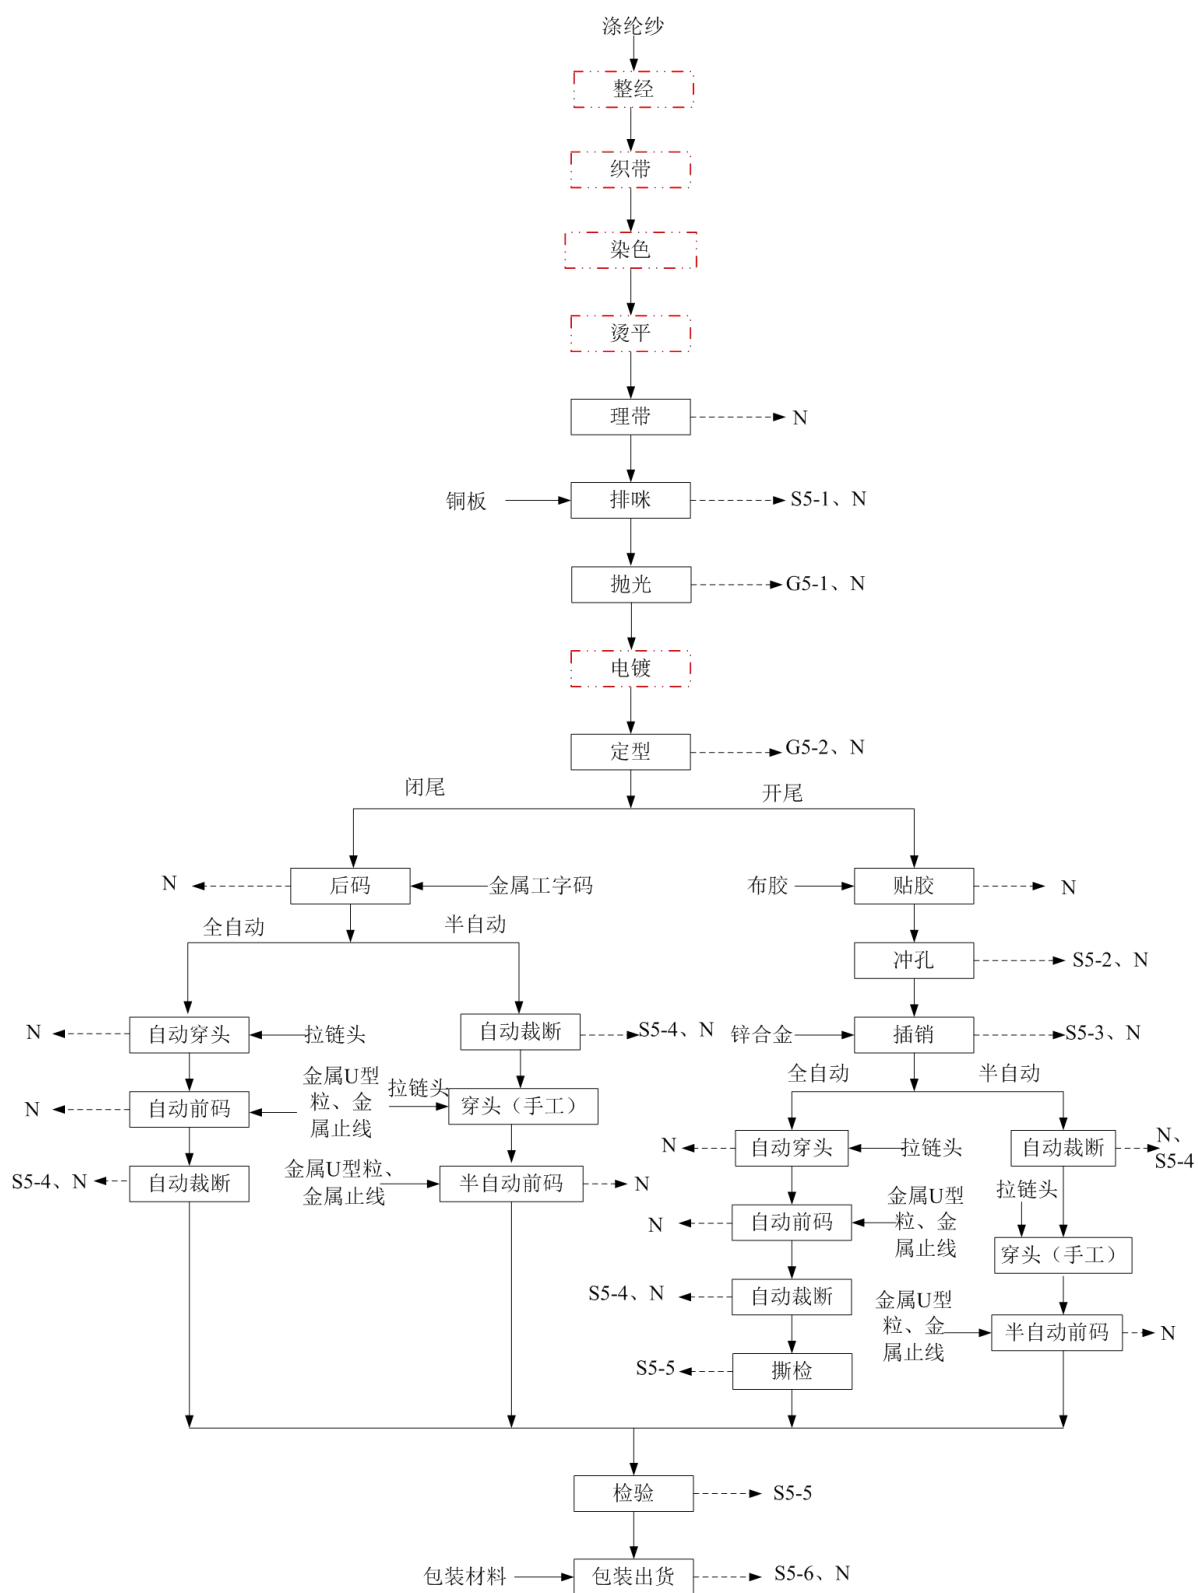 涤纶纱
整经
织带
染色
烫平
理带
N
铜板
排咪
S5-1、N
抛光
G5-1、N
电镀
定型
G5-2、N
闭尾
开尾
N
后码
金属工字码
布胶
贴胶
N
全自动
半自动
冲孔
S5-2、N
N
自动穿头
拉链头
自动裁断
S5-4、N
锌合金
插销
S5-3、N
全自动
半自动
N
自动前码
金属U型
粒、金
属止线
拉链头
穿头（手工）
N
自动穿头
拉链头
自动裁断
N、
S5-4
S5-4、N
自动裁断
金属U型粒、
金属止线
半自动前码
N
拉链头
N
自动前码
金属U型
粒、金
属止线
穿头（手工）
S5-4、N
自动裁断
金属U型
粒、金
属止线
半自动前码
N
S5-5
撕检
检验
S5-5
包装材料
包装出货
S5-6、N